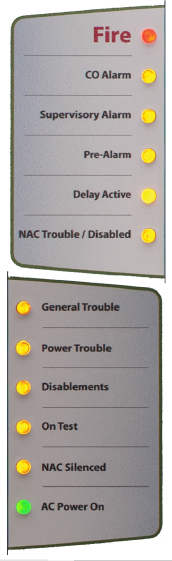 Fire
CO Alarm
Supervisory Alarm
Pre-Alarm
Delay Active
NAC Trouble / Disabled
General Trouble
Power Trouble
Disablements
On Test
NAC Silenced
AC Power On